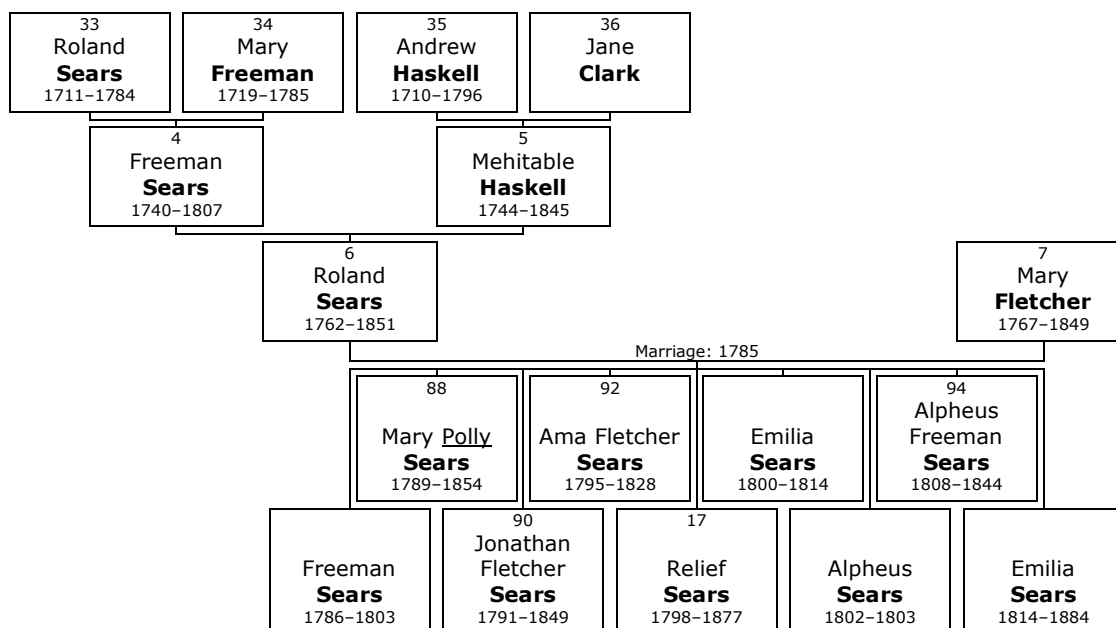 33
Roland
Sears
1711–1784
34
Mary
Freeman
1719–1785
35
Andrew
Haskell
1710–1796
36
Jane
Clark
4
Freeman
Sears
1740–1807
5
Mehitable
Haskell
1744–1845
6
Roland
Sears
1762–1851
7
Mary
Fletcher
1767–1849
Marriage: 1785
88
Mary Polly
Sears
1789–1854
92
Ama Fletcher
Sears
1795–1828
Emilia
Sears
1800–1814
94
Alpheus
Freeman
Sears
1808–1844
Freeman
Sears
1786–1803
90
Jonathan
Fletcher
Sears
1791–1849
17
Relief
Sears
1798–1877
Alpheus
Sears
1802–1803
Emilia
Sears
1814–1884